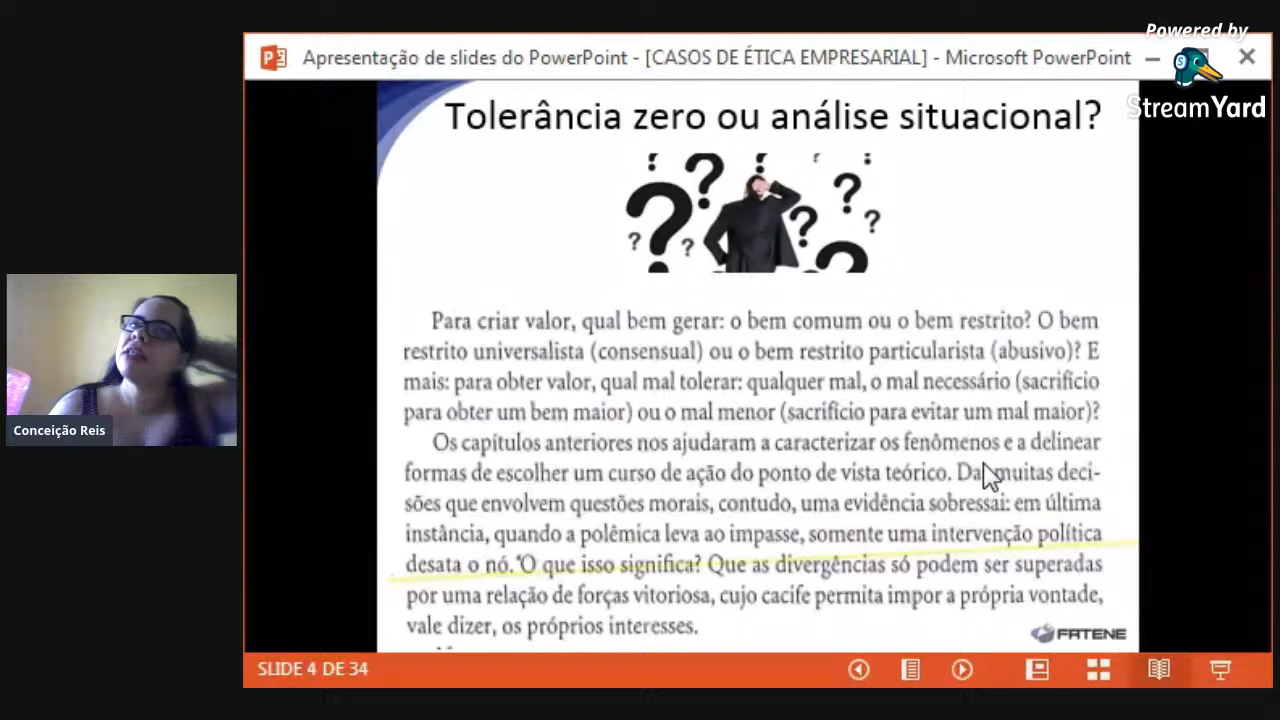 Powered by
StreamYard
Apresentação de slides do PowerPoint - [CASOS DE ÉTICA EMPRESARIAL] - Microsoft PowerPoint
Tolerância zero ou análise situacional?
Para criar valor, qual bem gerar: o bem comum ou o bem restrito? O bem
restrito universalista (consensual) ou o bem restrito particularista (abusivo)? E
mais: para obter valor, qual mal tolerar: qualquer mal, o mal necessário (sacrifício
para obter um bem maior) ou o mal menor (sacrifício para evitar um mal maior)?
Os capítulos anteriores nos ajudaram a caracterizar os fenômenos e a delinear
formas de escolher um curso de ação do ponto de vista teórico. Das muitas deci-
sões que envolvem questões morais, contudo, uma evidência sobressai: em última
instância, quando a polêmica leva ao impasse, somente uma intervenção política
desata o nó. O que isso significa? Que as divergências só podem ser superadas
por uma relação de forças vitoriosa, cujo cacife permita impor a própria vontade,
vale dizer, os próprios interesses.
FATENE
SLIDE 4 DE 34
Conceição Reis